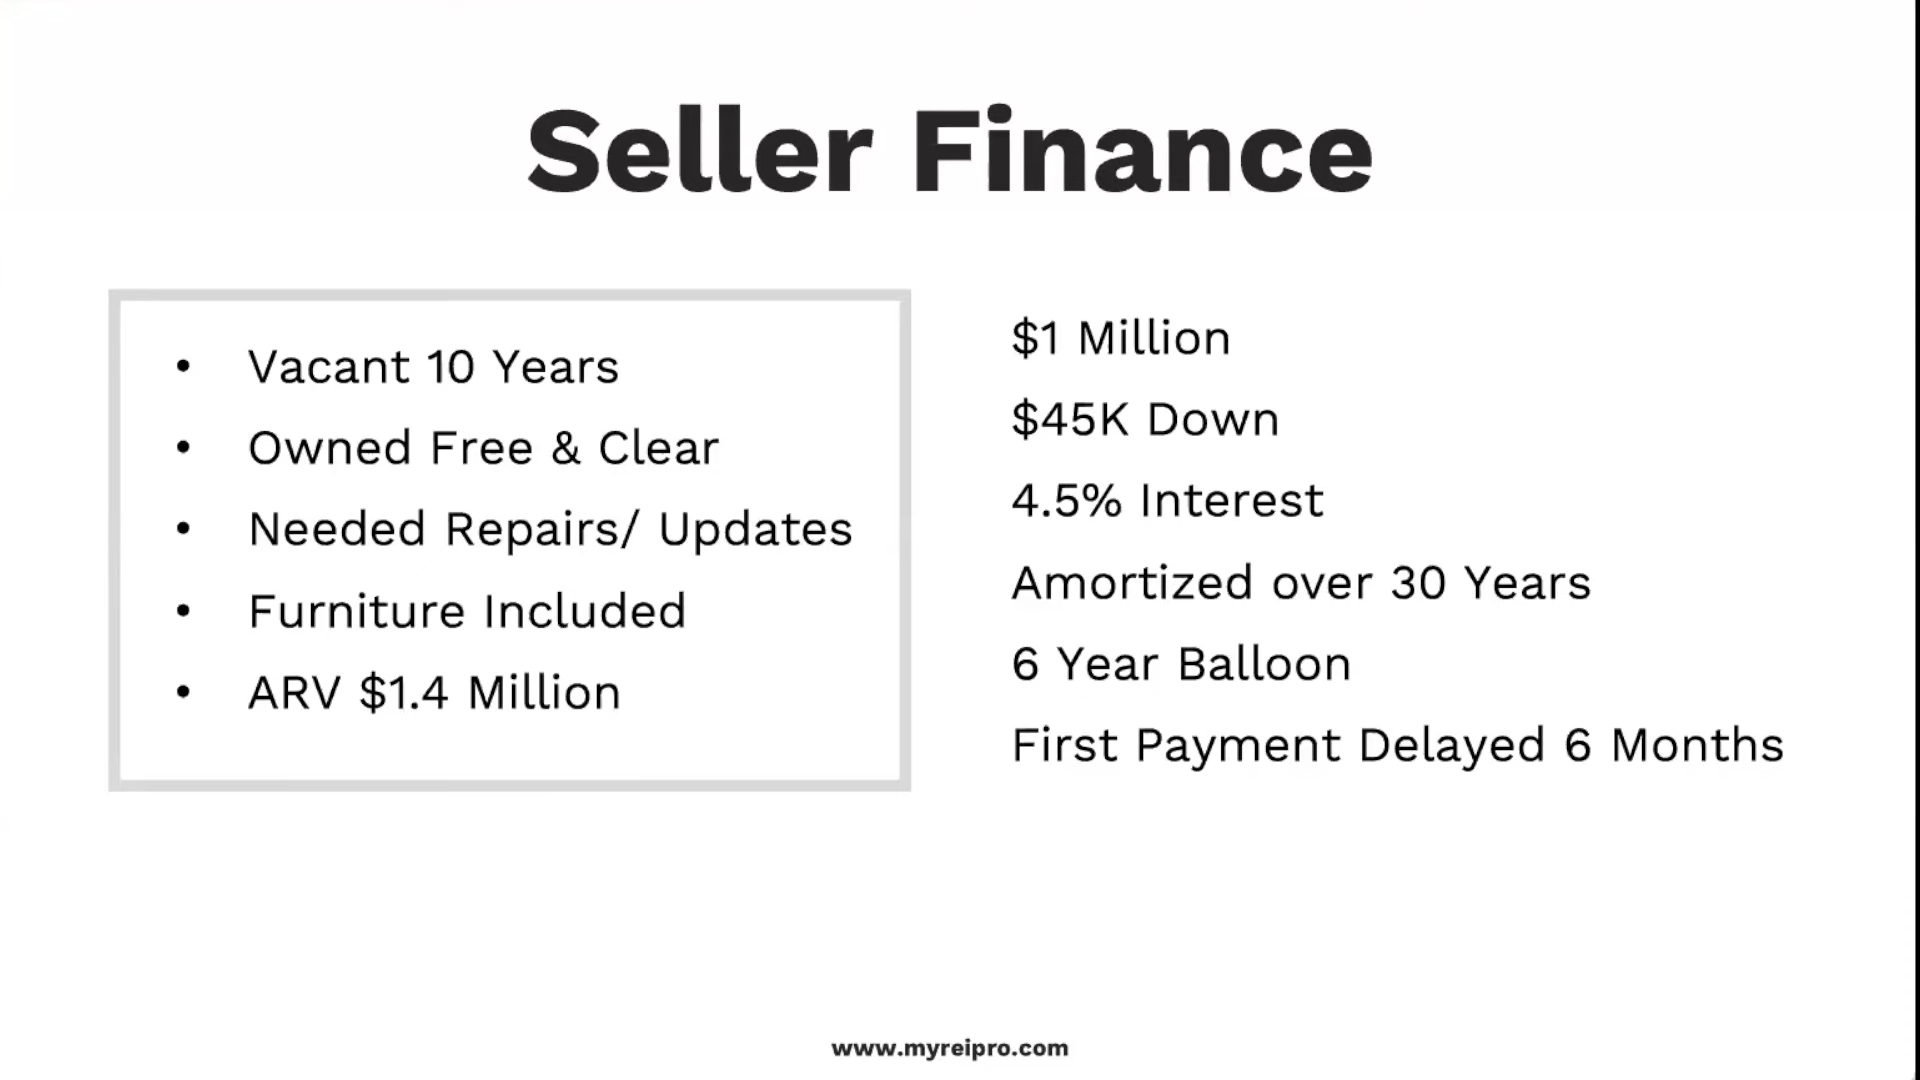 Seller Finance
• Vacant 10 Years
• Owned Free & Clear
• Needed Repairs/ Updates
• Furniture Included
• ARV $1.4 Million
$1 Million
$45K Down
4.5% Interest
Amortized over 30 Years
6 Year Balloon
First Payment Delayed 6 Months
www.myreipro.com